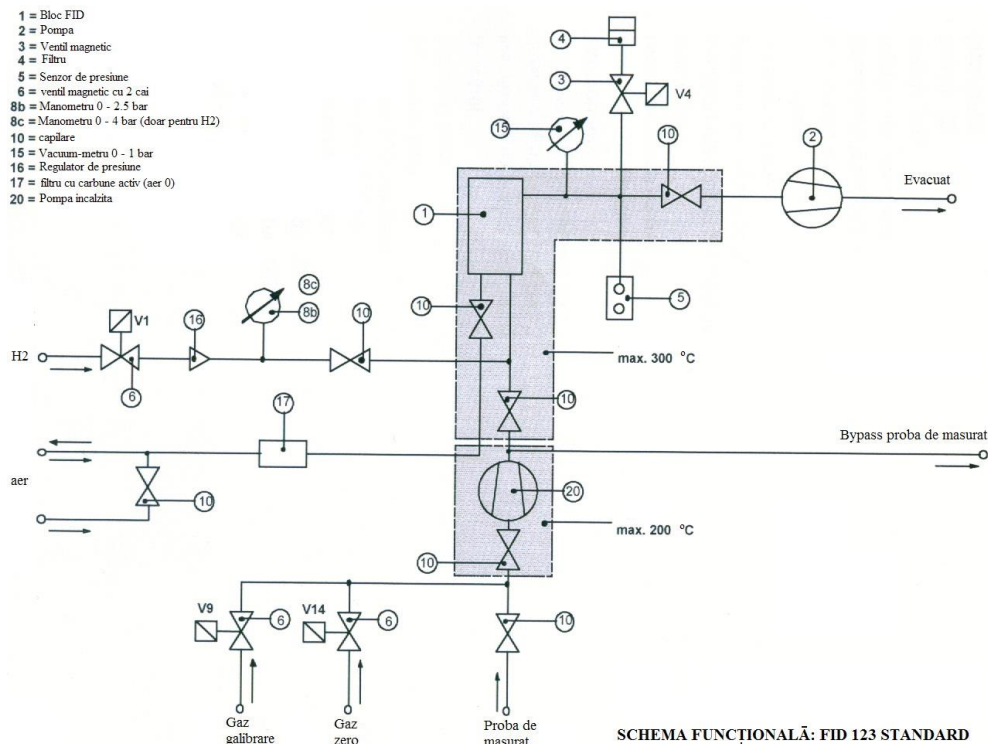 1 = Bloc FID
2 = Pompa
3 = Ventil magnetic
4 = Filtru
5 = Senzor de presiune
6 = ventil magnetic cu 2 cai
8b = Manometru 0 - 2.5 bar
8c = Manometru 0 - 4 bar (doar pentru H2)
10 = capilare
15 = Vacuum-metru 0 - 1 bar
16 = Regulator de presiune
17 = filtru cu carbune activ (aer 0)
20 = Pompa incalzita
4
3
V4
15
10
2
Evacuat
1
5
8c
8b
10
10
V1
16
H2
6
max. 300 °C
10
17
Bypass proba de masurat
aer
10
20
max. 200 °C
10
V9
6
V14
6
10
Gaz
galibrare
Gaz
zero
Proba de
masurat
SCHEMA FUNCȚIONALĂ: FID 123 STANDARD